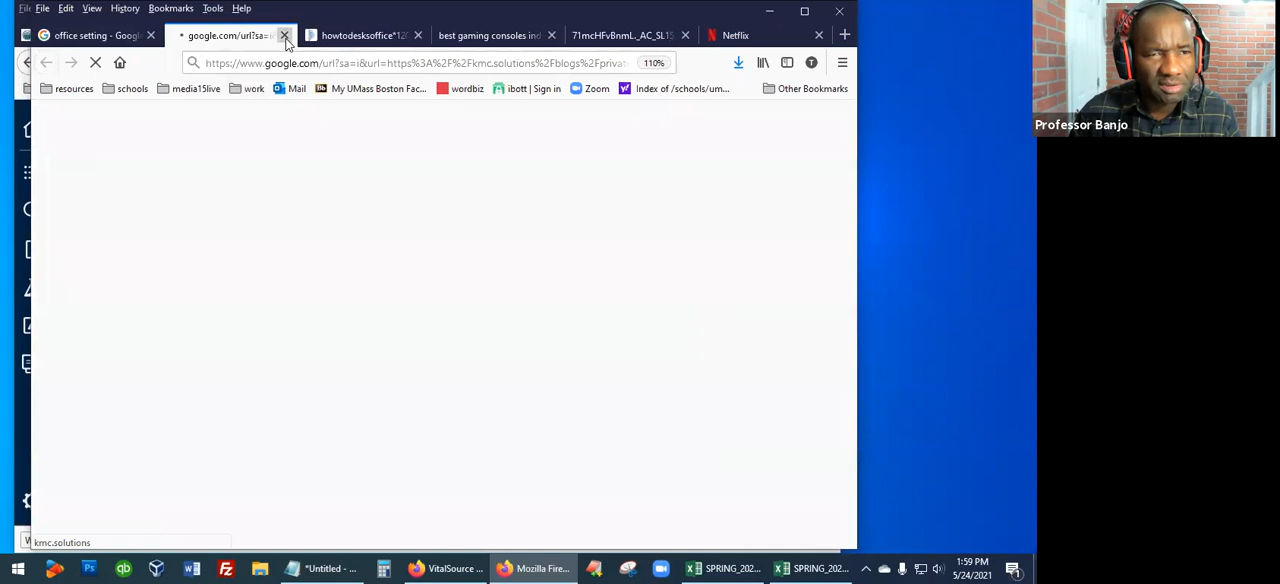 File File Edit View History Bookmarks Tools Help
office setting - Googl google.com/url?sa=i howtodesksoffice*12 best gaming consoles ind 71mcHFvBnmL._AC_SL15 Netflix
https://www.google.com/url?sa=i&url=https%3A%2F%2Fkmc.solutions%2Fblogs%2Fprivat 110%
resources schools media15live work Mail My UMass Boston Fac... wordbiz ibott | Sign in Zoom Index of /schools/um... Other Bookmarks
Professor Banjo
kmc.solutions
*Untitled - ... VitalSource ... Mozilla Fire... SPRING_202... SPRING_202...
1:59 PM
5/24/2021